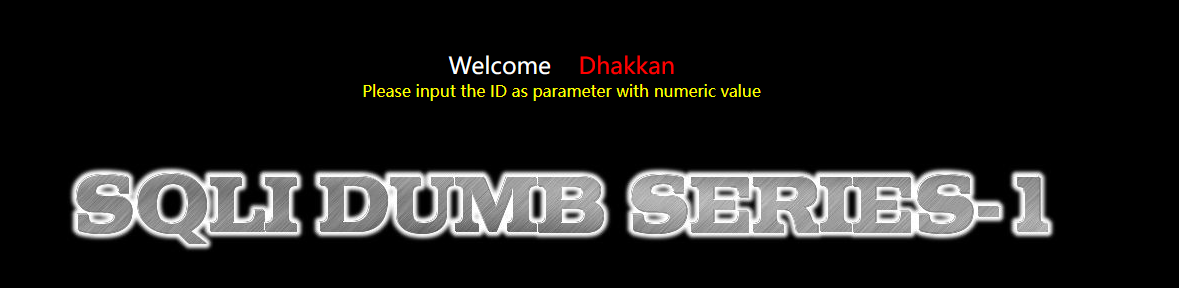 Welcome Dhakkan
Please input the ID as parameter with numeric value
SQLI DUMB SERIES-1